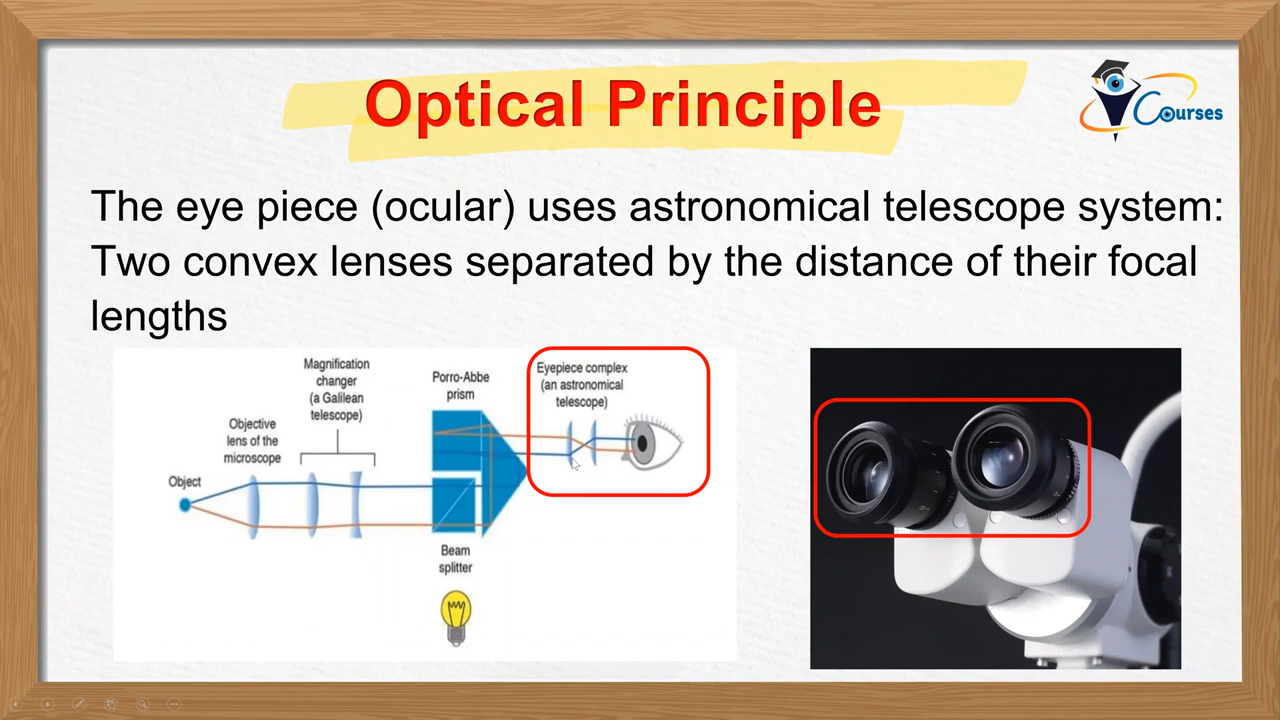 Optical Principle
Courses
The eye piece (ocular) uses astronomical telescope system:
Two convex lenses separated by the distance of their focal
lengths
Magnification
changer
(a Galilean
telescope)
Porro-Abbe
prism
Eyepiece complex
(an astronomical
telescope)
Objective
lens of the
microscope
Object
Beam
splitter